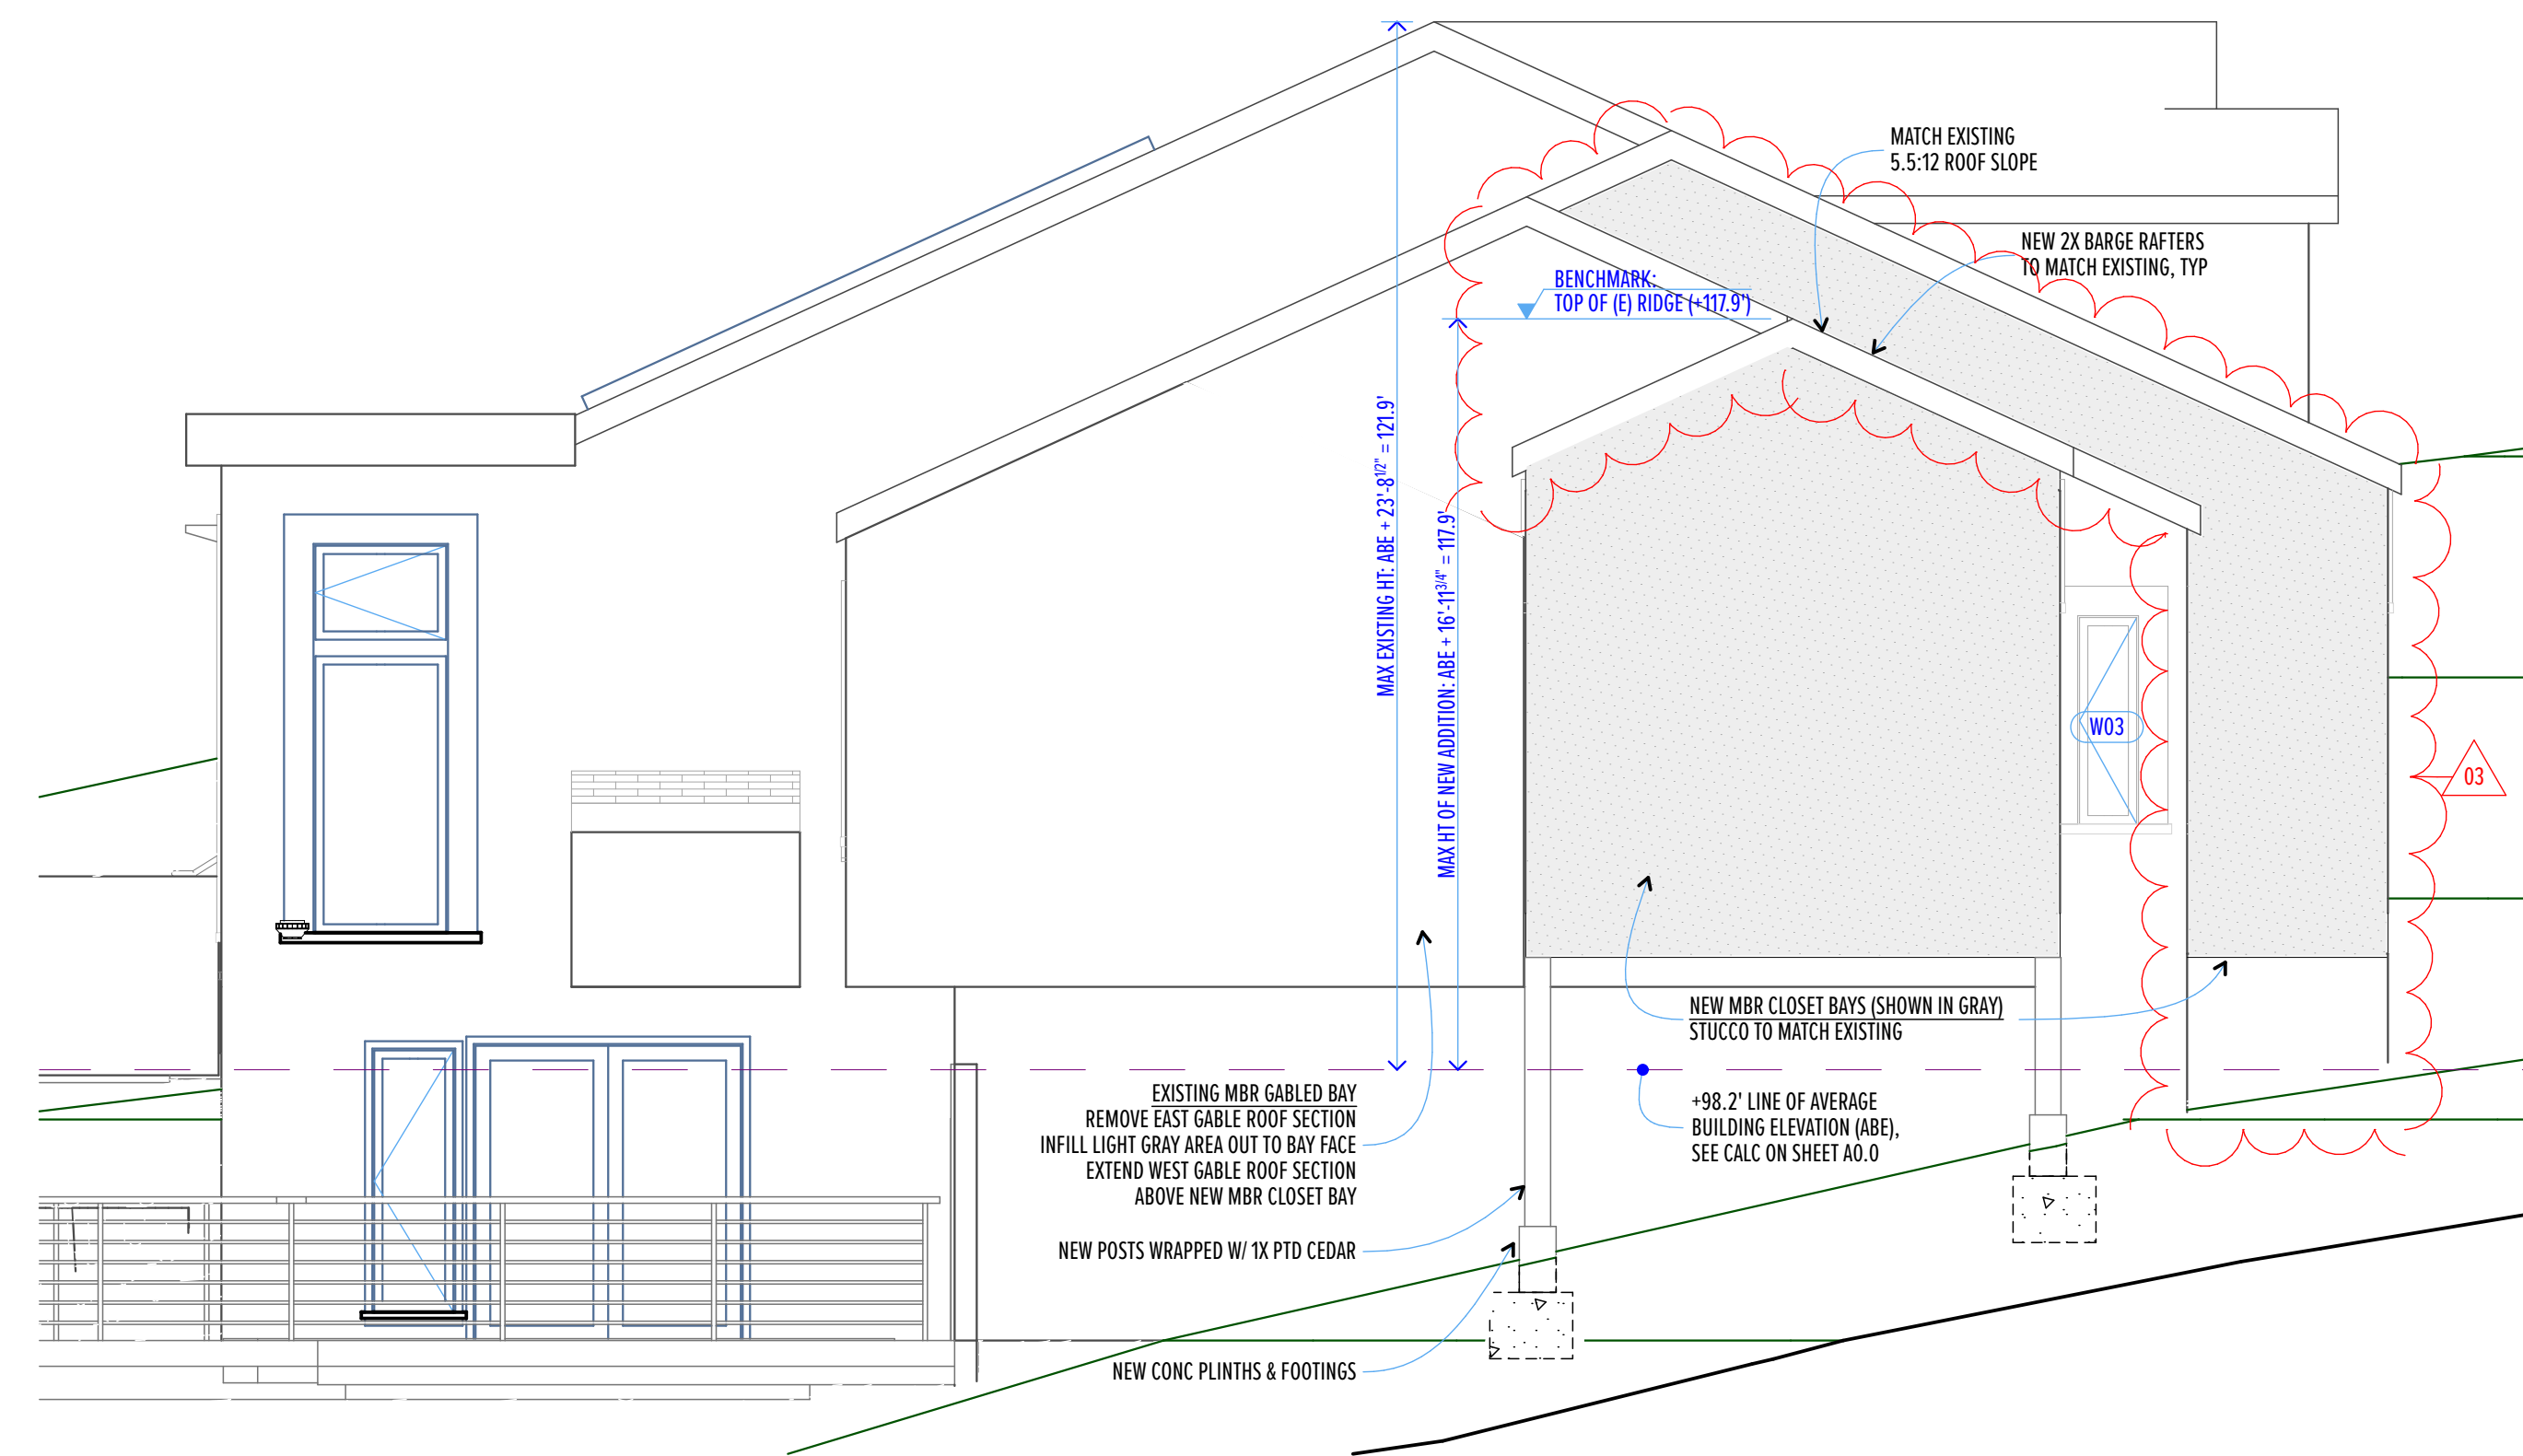 MATCH EXISTING
5.5:12 ROOF SLOPE
NEW 2X BARGE RAFTERS
TO MATCH EXISTING, TYP
BENCHMARK:
TOP OF (E) RIDGE (+117.9')
MAX EXISTING HT: ABE + 23'-8 1/2" = 121.9'
MAX HT OF NEW ADDITION: ABE + 16'-11 3/4" = 117.9'
W03
03
NEW MBR CLOSET BAYS (SHOWN IN GRAY)
STUCCO TO MATCH EXISTING
EXISTING MBR GABLED BAY
REMOVE EAST GABLE ROOF SECTION
INFILL LIGHT GRAY AREA OUT TO BAY FACE
EXTEND WEST GABLE ROOF SECTION
ABOVE NEW MBR CLOSET BAY
+98.2' LINE OF AVERAGE
BUILDING ELEVATION (ABE),
SEE CALC ON SHEET A0.0
NEW POSTS WRAPPED W/ 1X PTD CEDAR
NEW CONC PLINTHS & FOOTINGS